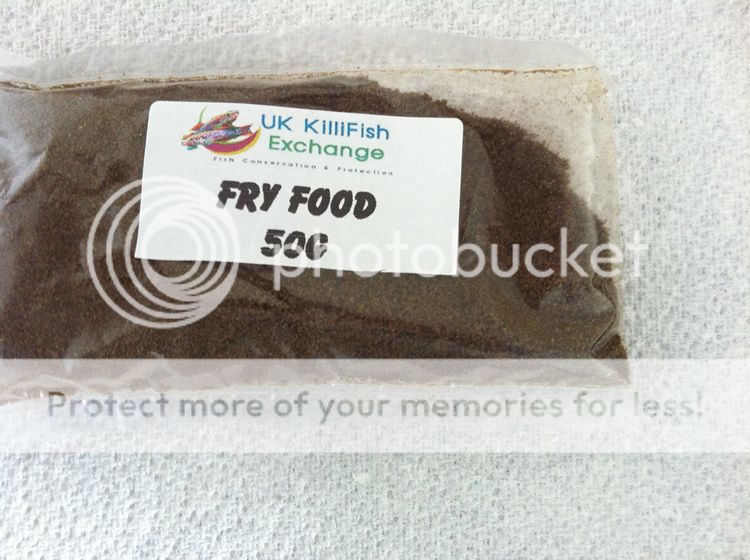 UK KilliFish
Exchange
Fish Conservation & Protection
FRY FOOD
50G
photobucket
Protect more of your memories for less!